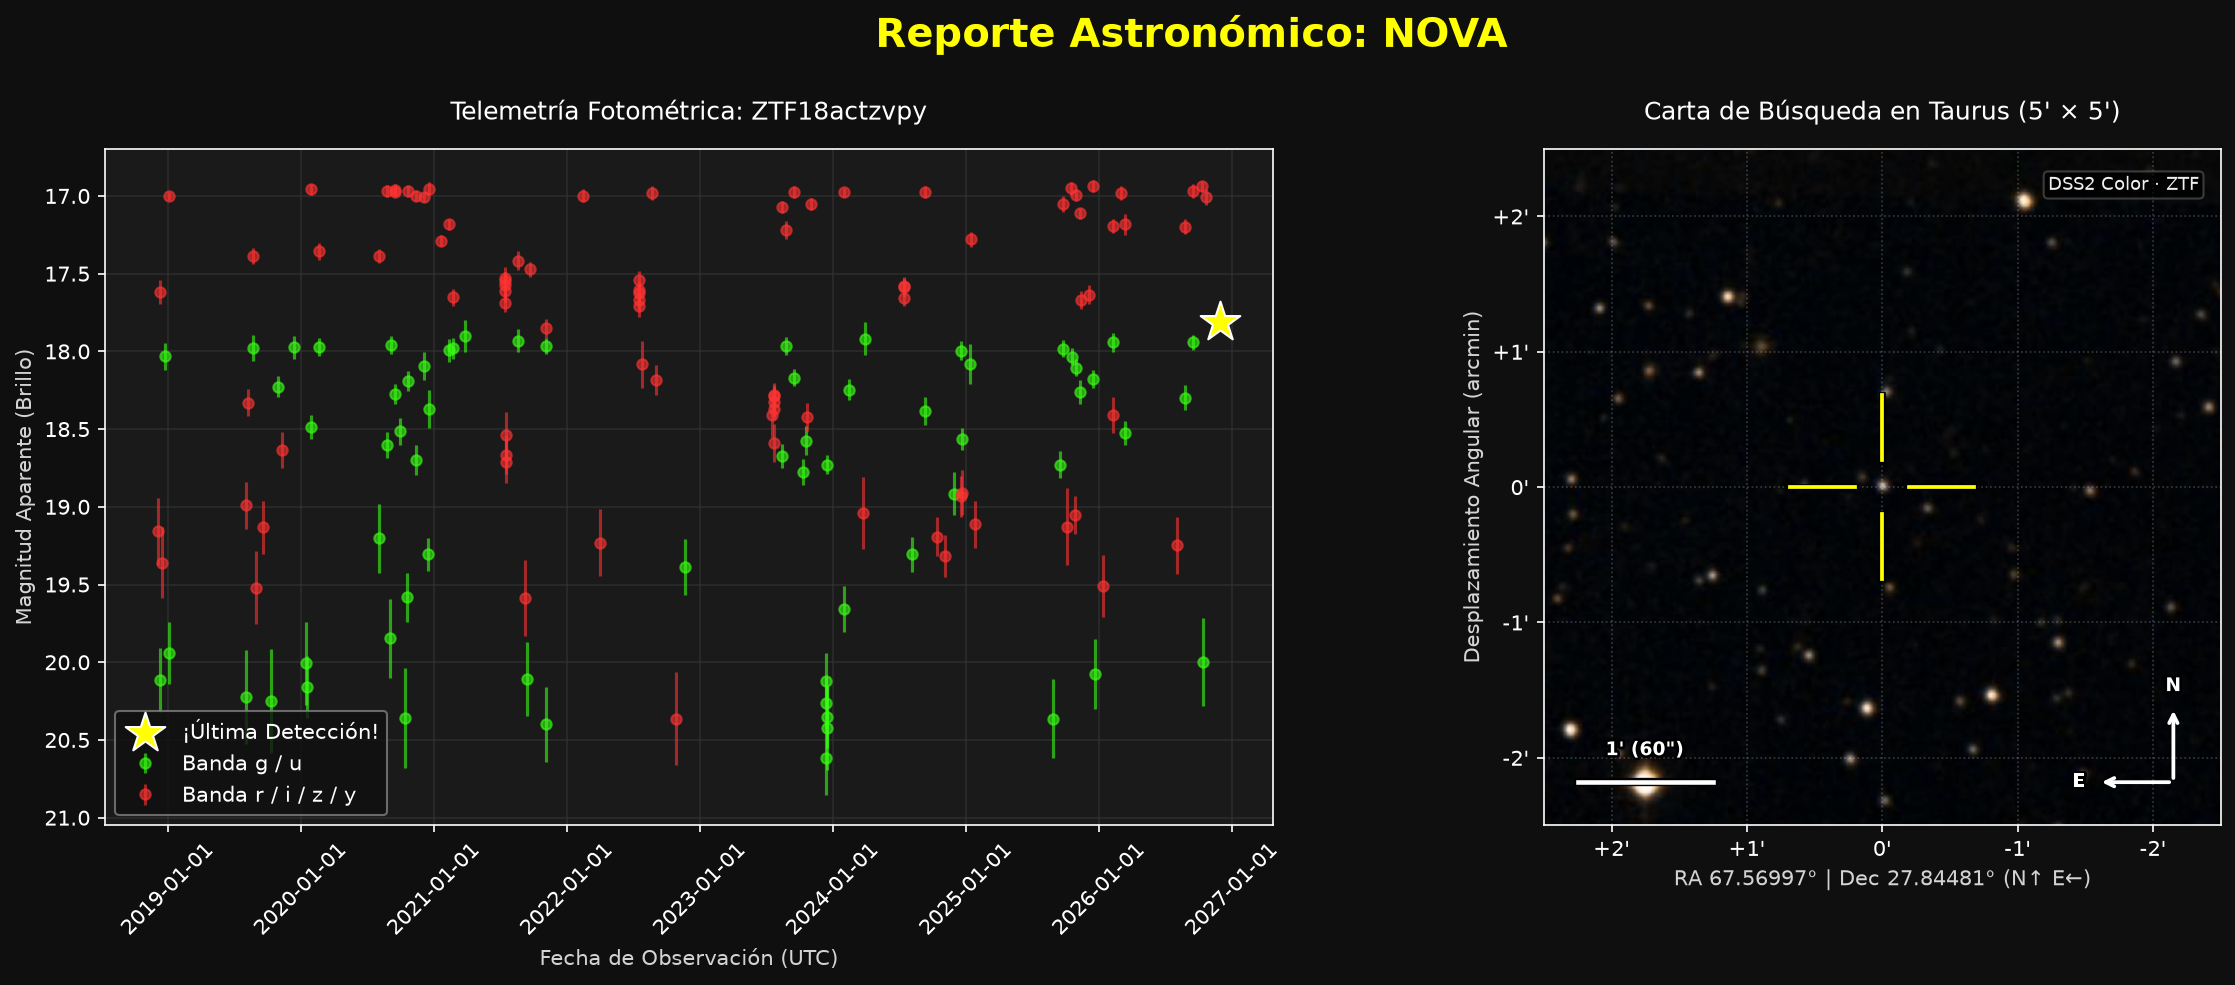 Reporte Astronómico: NOVA
Telemetría Fotométrica: ZTF18actzvpy
Magnitud Aparente (Brillo)
17.0
17.5
18.0
18.5
19.0
19.5
20.0
20.5
21.0
¡Última Detección!
Banda g / u
Banda r / i / z / y
2019-01-01
2020-01-01
2021-01-01
2022-01-01
2023-01-01
2024-01-01
2025-01-01
2026-01-01
2027-01-01
Fecha de Observación (UTC)
Carta de Búsqueda en Taurus (5' × 5')
DSS2 Color · ZTF
Desplazamiento Angular (arcmin)
+2'
+1'
0'
-1'
-2'
1' (60")
N
E
+2'
+1'
0'
-1'
-2'
RA 67.56997° | Dec 27.84481° (N↑ E←)